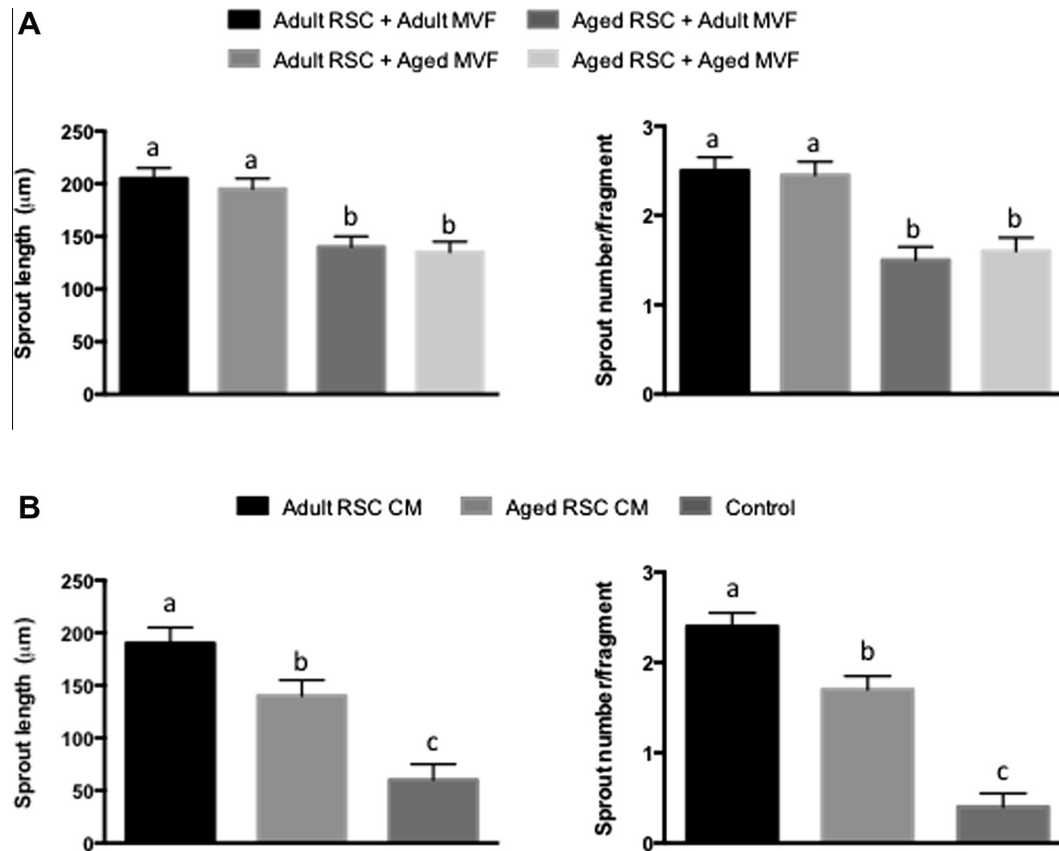 A
Adult RSC + Adult MVF
Aged RSC + Adult MVF
Adult RSC + Aged MVF
Aged RSC + Aged MVF
Sprout length (μm)
250
200
150
100
50
0
a
a
b
b
Sprout number/fragment
3
2
1
0
a
a
b
b
B
Adult RSC CM
Aged RSC CM
Control
Sprout length (μm)
250
200
150
100
50
0
a
b
c
Sprout number/fragment
3
2
1
0
a
b
c